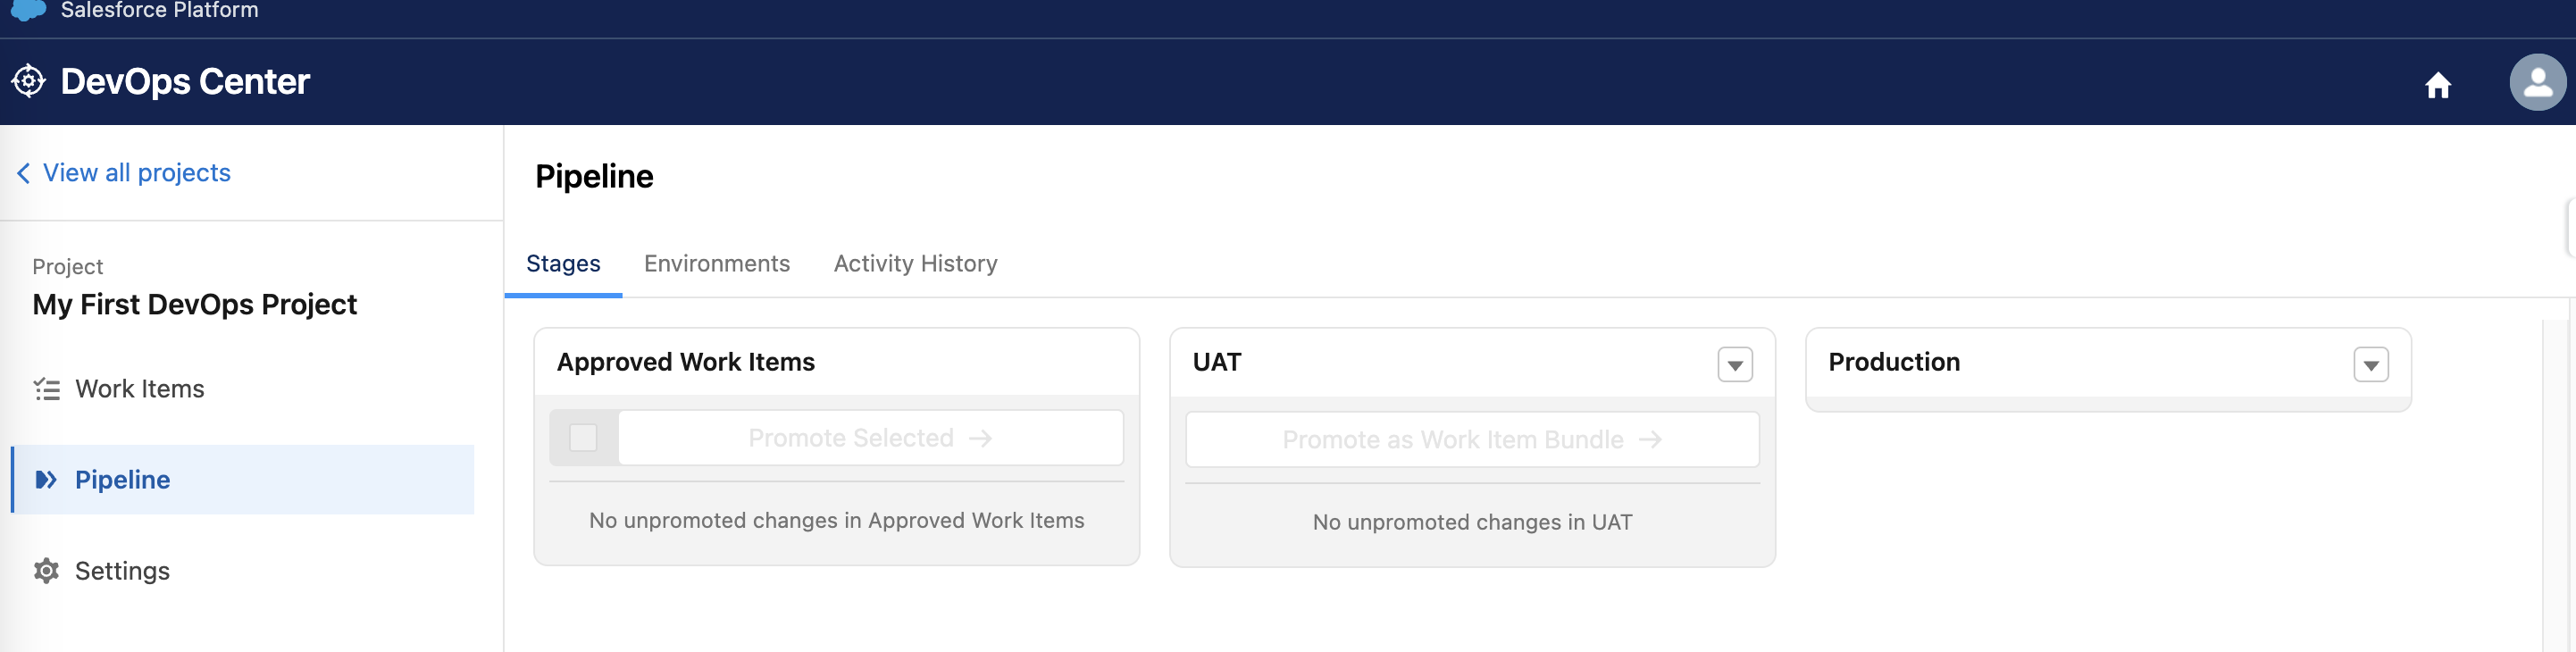 Salesforce Platform
DevOps Center
View all projects
Project
My First DevOps Project
Work Items
Pipeline
Settings
Pipeline
Stages Environments Activity History
Approved Work Items
Promote Selected
No unpromoted changes in Approved Work Items
UAT
Promote as Work Item Bundle
No unpromoted changes in UAT
Production